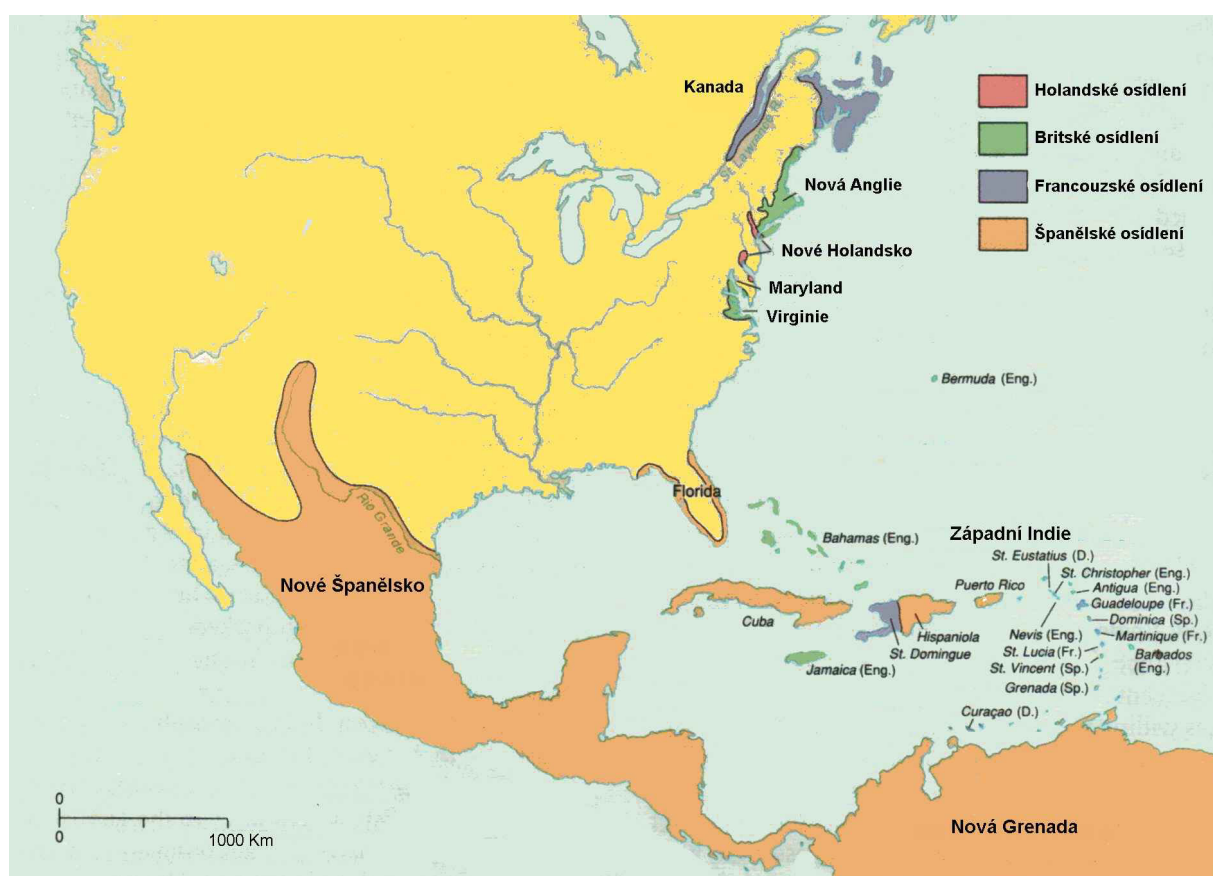 Kanada
St. Lawrence R.
Holandské osídlení
Britské osídlení
Francouzské osídlení
Španělské osídlení
Nová Anglie
Nové Holandsko
Maryland
Virginie
Bermuda (Eng.)
Rio Grande
Florida
Nové Španělsko
Bahamas (Eng.)
Západní Indie
St. Eustatius (D.)
St. Christopher (Eng.)
Antigua (Eng.)
Puerto Rico
Guadeloupe (Fr.)
Cuba
Dominica (Sp.)
Hispaniola
Nevis (Eng.)
Martinique (Fr.)
St. Domingue
St. Lucia (Fr.)
Barbados
(Eng.)
Jamaica (Eng.)
St. Vincent (Sp.)
Grenada (Sp.)
Curaçao (D.)
Nová Grenada
0
0
1000 Km